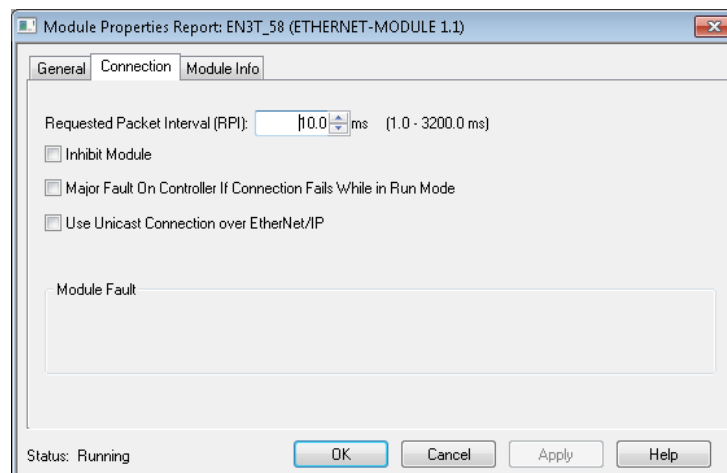 Module Properties Report: EN3T_58 (ETHERNET-MODULE 1.1)
General Connection Module Info
Requested Packet Interval (RPI): 10.0 ms (1.0 - 3200.0 ms)
Inhibit Module
Major Fault On Controller If Connection Fails While in Run Mode
Use Unicast Connection over EtherNet/IP
Module Fault
Status: Running OK Cancel Apply Help